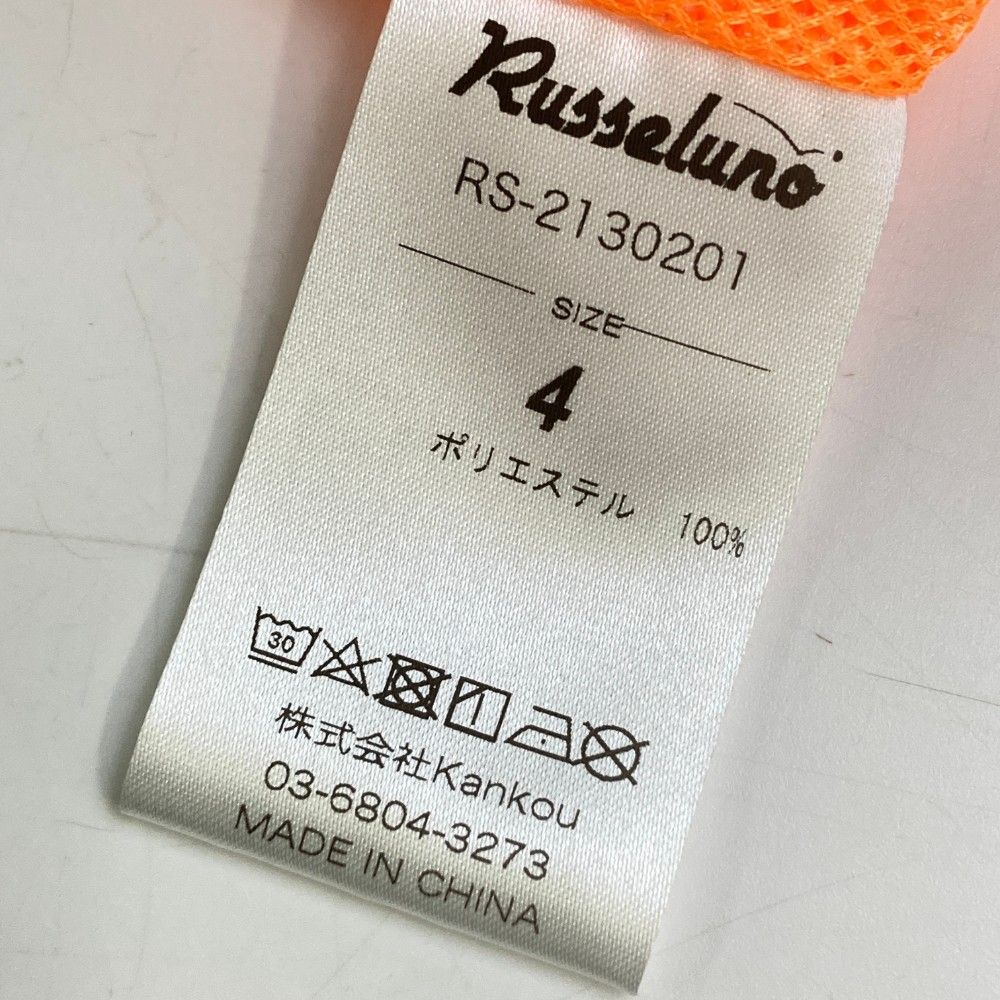 Russeluno
RS-2130201
SIZE
4
ポリエステル 100%
30
株式会社Kankou
03-6804-3273
MADE IN CHINA